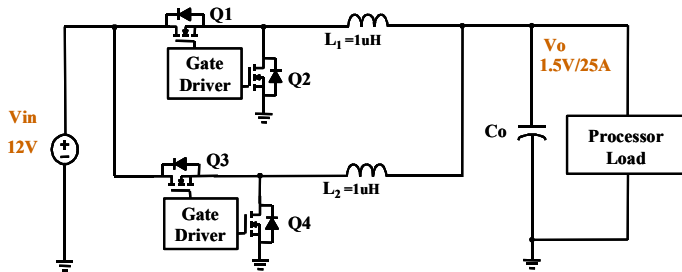 Q1
L1 =1uH
Vo
1.5V/25A
Gate
Driver
Q2
Vin
12V
Co
Processor
Load
Q3
L2 =1uH
Gate
Driver
Q4